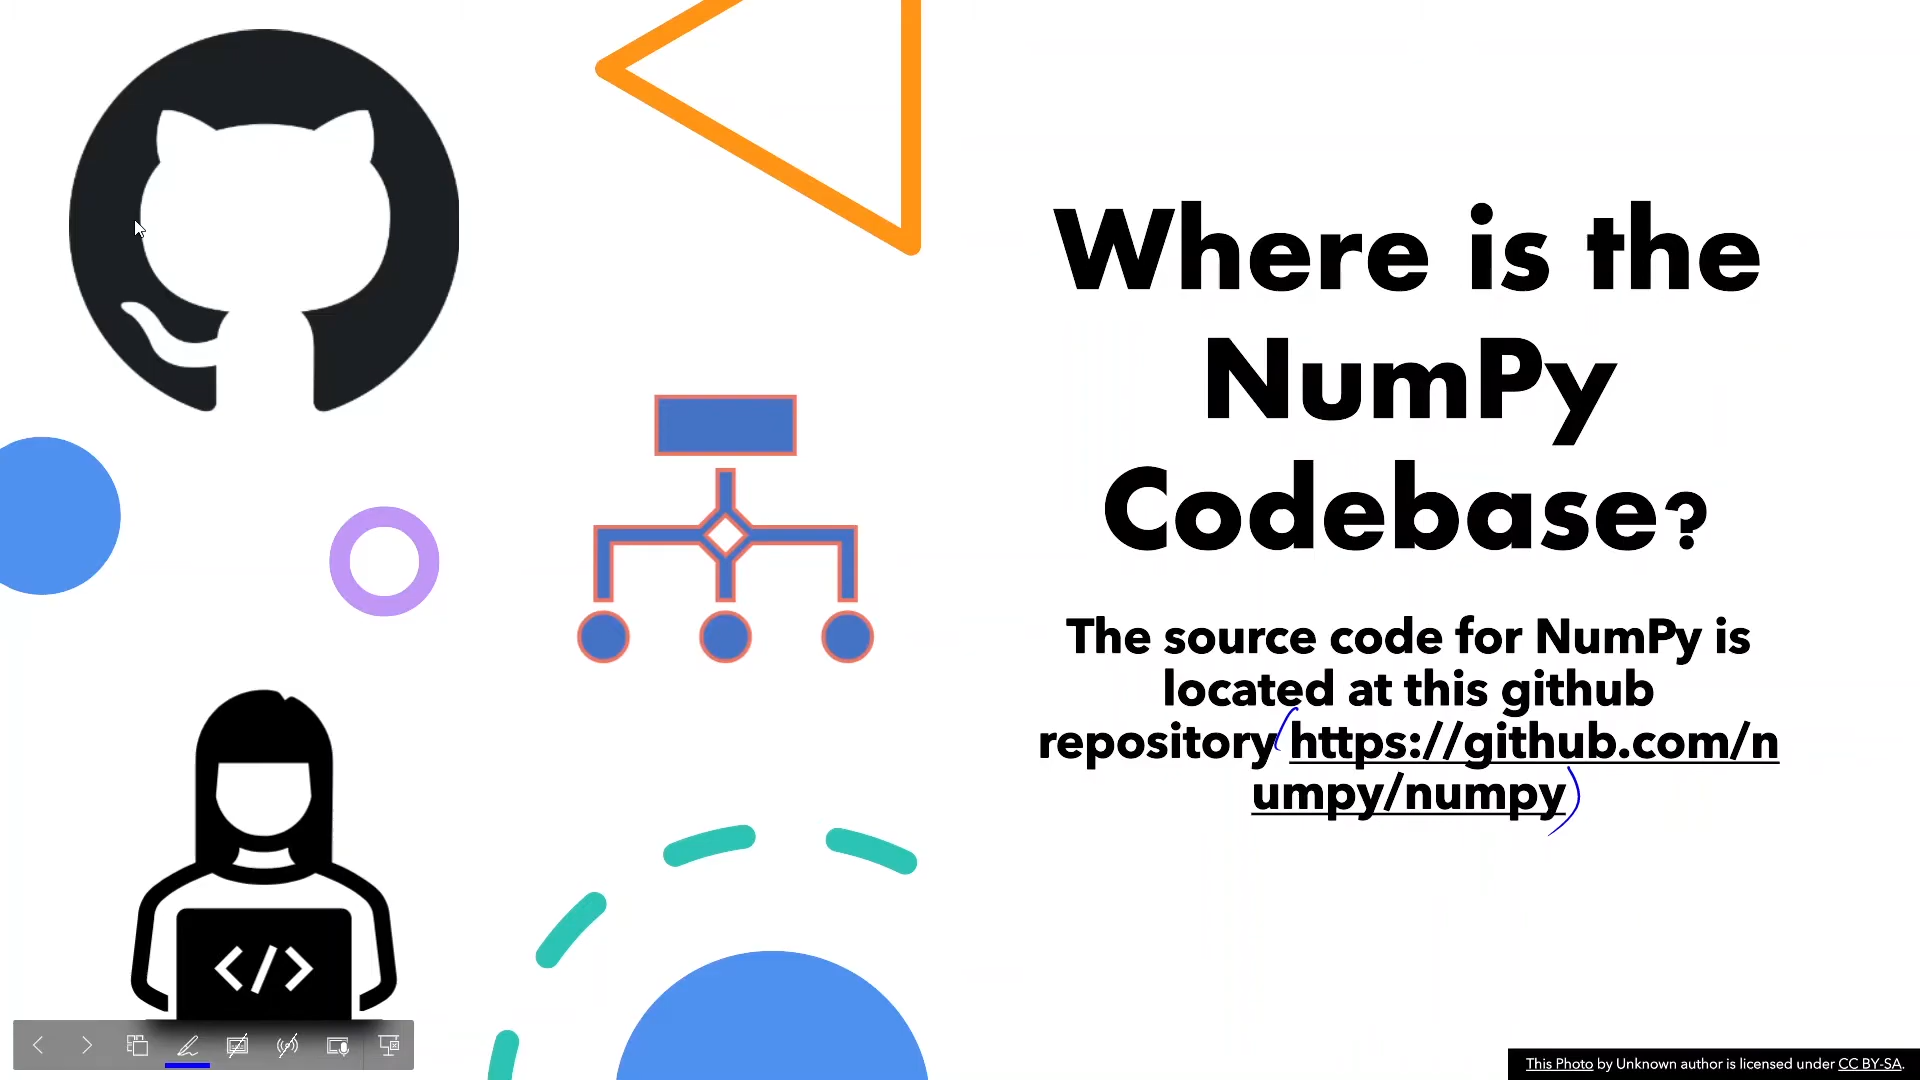 Where is the
NumPy
Codebase?
The source code for NumPy is
located at this github
repository https://github.com/n
umpy/numpy
</>
This Photo by Unknown author is licensed under CC BY-SA.